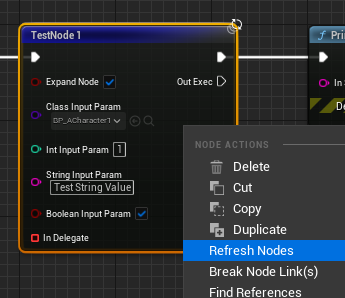 TestNode 1
Expand Node
Out Exec
Class Input Param
BP_ACharacter1
Int Input Param 1
String Input Param
Test String Value
Boolean Input Param
In Delegate
f Prin
In S
De
NODE ACTIONS
Delete
Cut
Copy
Duplicate
Refresh Nodes
Break Node Link(s)
Find References